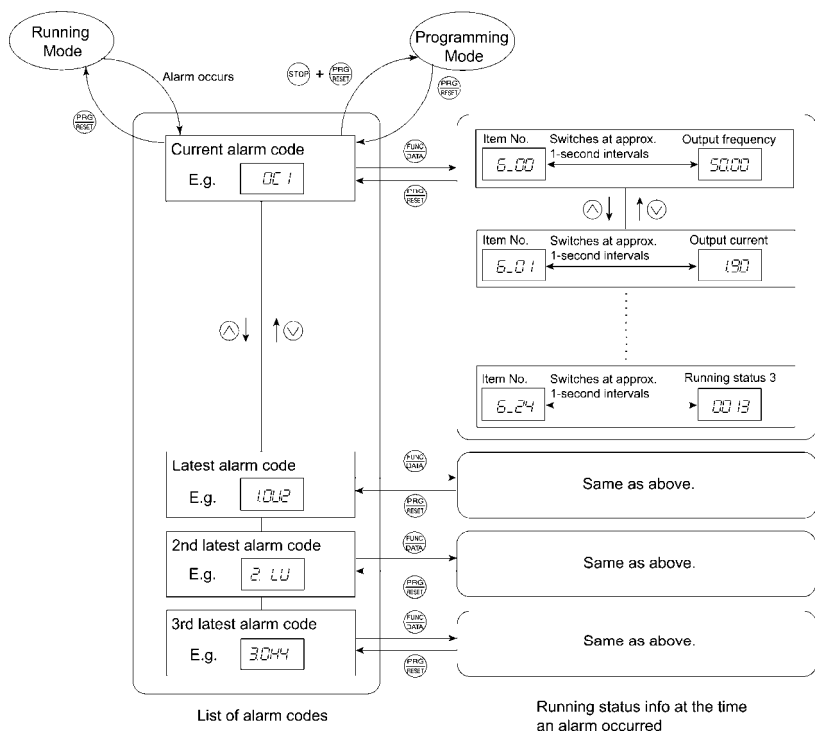 Running
Mode
Programming
Mode
Alarm occurs
STOP + PRG
RESET
PRG
RESET
PRG
RESET
Current alarm code
E.g. OC1
FUNC
DATA
PRG
RESET
Item No. Switches at approx. Output frequency
1-second intervals
6_00 50.00
Item No. Switches at approx. Output current
1-second intervals
6_01 1.90
Item No. Switches at approx. Running status 3
1-second intervals
6_24 0013
Latest alarm code
E.g. 1.0U2
FUNC
DATA
PRG
RESET
Same as above.
2nd latest alarm code
E.g. 2. LU
FUNC
DATA
PRG
RESET
Same as above.
3rd latest alarm code
E.g. 3.0H4
FUNC
DATA
PRG
RESET
Same as above.
List of alarm codes
Running status info at the time
an alarm occurred